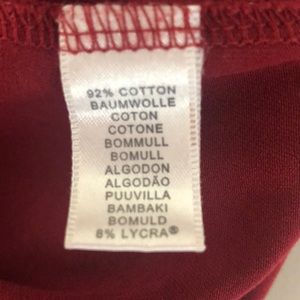 92% COTTON
BAUMWOLLE
COTON
COTONE
BOMMULL
BOMULL
ALGODON
ALGODÃO
PUUVILLA
BAMBAKI
BOMULD
8% LYCRA®